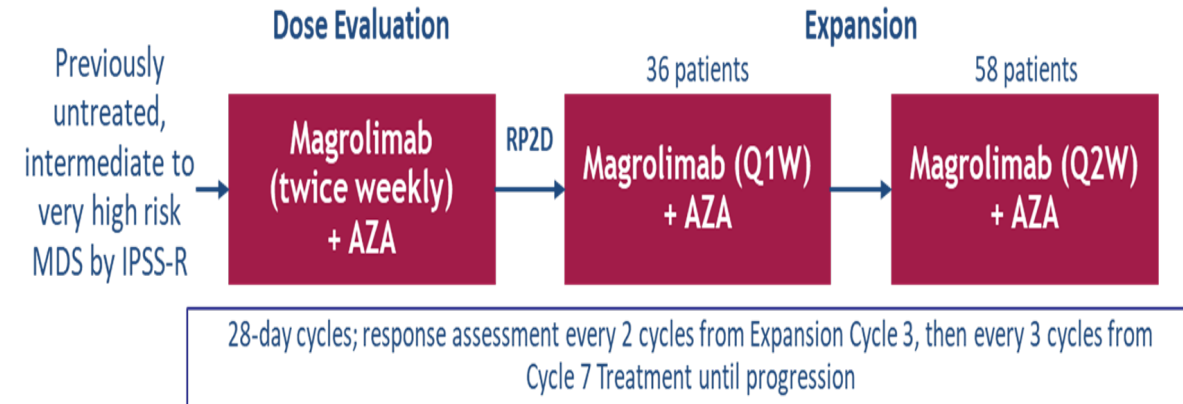 Dose Evaluation
Expansion
Previously
untreated,
intermediate to
very high risk
MDS by IPSS-R
Magrolimab
(twice weekly)
+ AZA
RP2D
36 patients
Magrolimab (Q1W)
+ AZA
58 patients
Magrolimab (Q2W)
+ AZA
28-day cycles; response assessment every 2 cycles from Expansion Cycle 3, then every 3 cycles from
Cycle 7 Treatment until progression